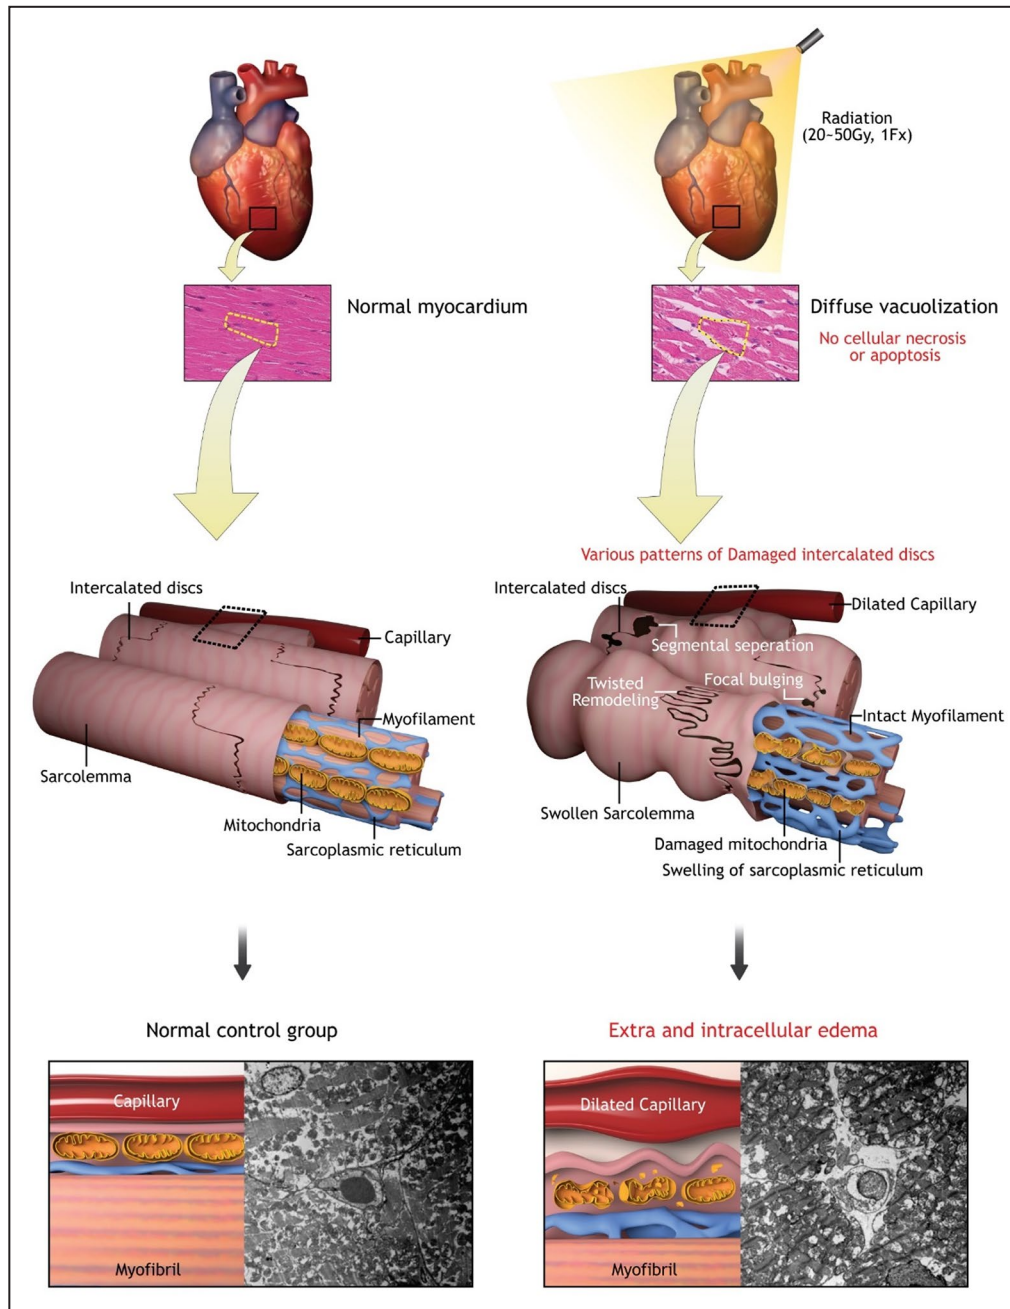 Radiation
(20~50Gy, 1Fx)
Normal myocardium
Diffuse vacuolization
No cellular necrosis
or apoptosis
Various patterns of Damaged intercalated discs
Intercalated discs
Capillary
Myofilament
Sarcolemma
Mitochondria
Sarcoplasmic reticulum
Intercalated discs
Dilated Capillary
Segmental seperation
Twisted
Remodeling
Focal bulging
Intact Myofilament
Swollen Sarcolemma
Damaged mitochondria
Swelling of sarcoplasmic reticulum
Normal control group
Extra and intracellular edema
Capillary
Myofibril
Dilated Capillary
Myofibril